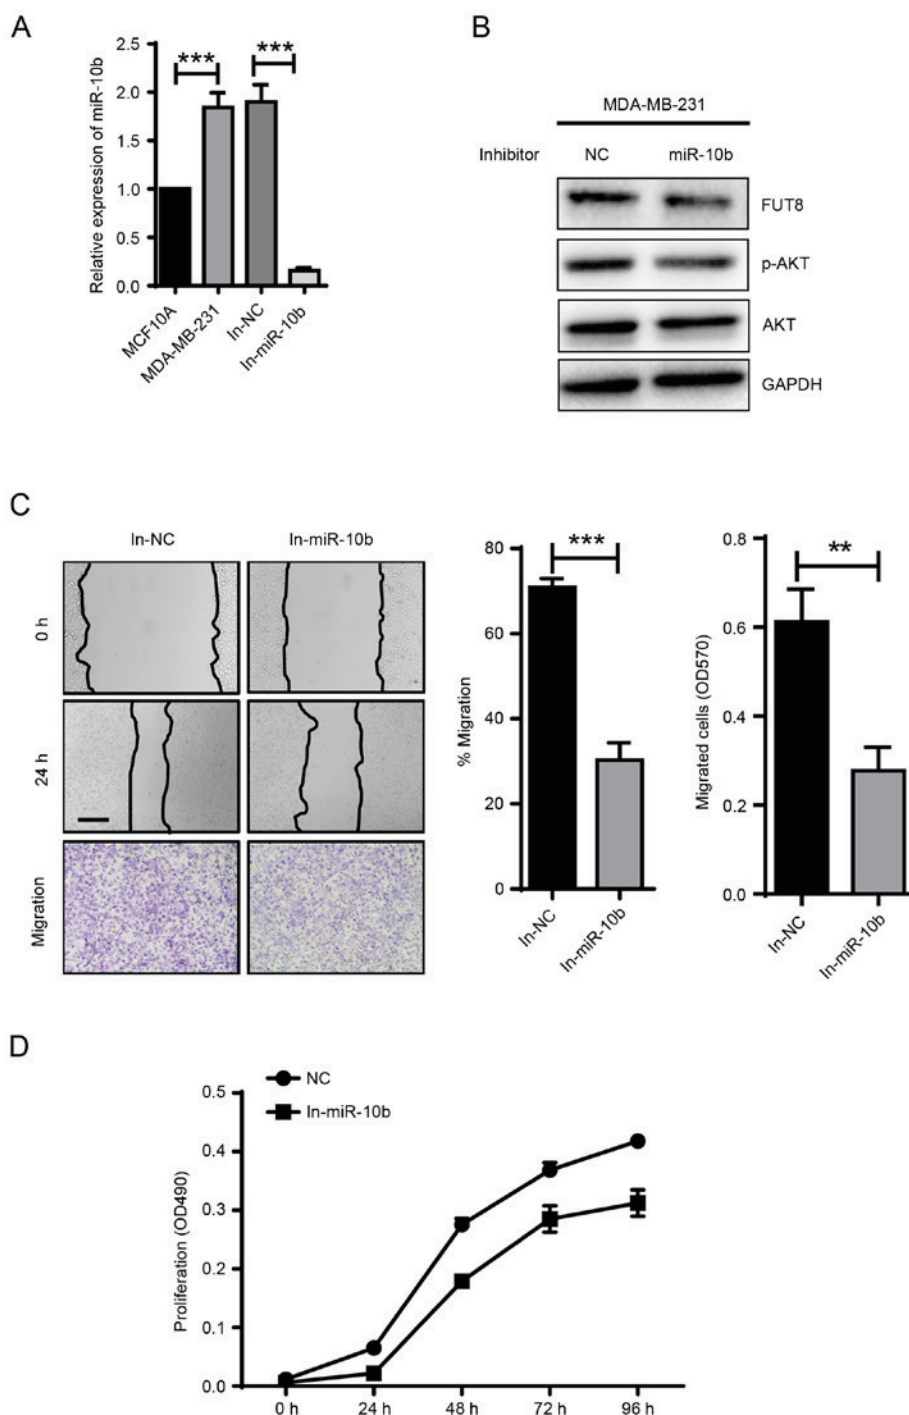 A
Relative expression of miR-10b
2.5
2.0
1.5
1.0
0.5
0.0
***
***
MCF10A
MDA-MB-231
In-NC
In-miR-10b
B
MDA-MB-231
Inhibitor NC miR-10b
FUT8
p-AKT
AKT
GAPDH
C
In-NC In-miR-10b
0 h
24 h
Migration
% Migration
80
60
40
20
0
***
In-NC
In-miR-10b
Migrated cells (OD570)
0.8
0.6
0.4
0.2
0.0
**
In-NC
In-miR-10b
D
NC
In-miR-10b
Proliferation (OD490)
0.5
0.4
0.3
0.2
0.1
0.0
0 h 24 h 48 h 72 h 96 h